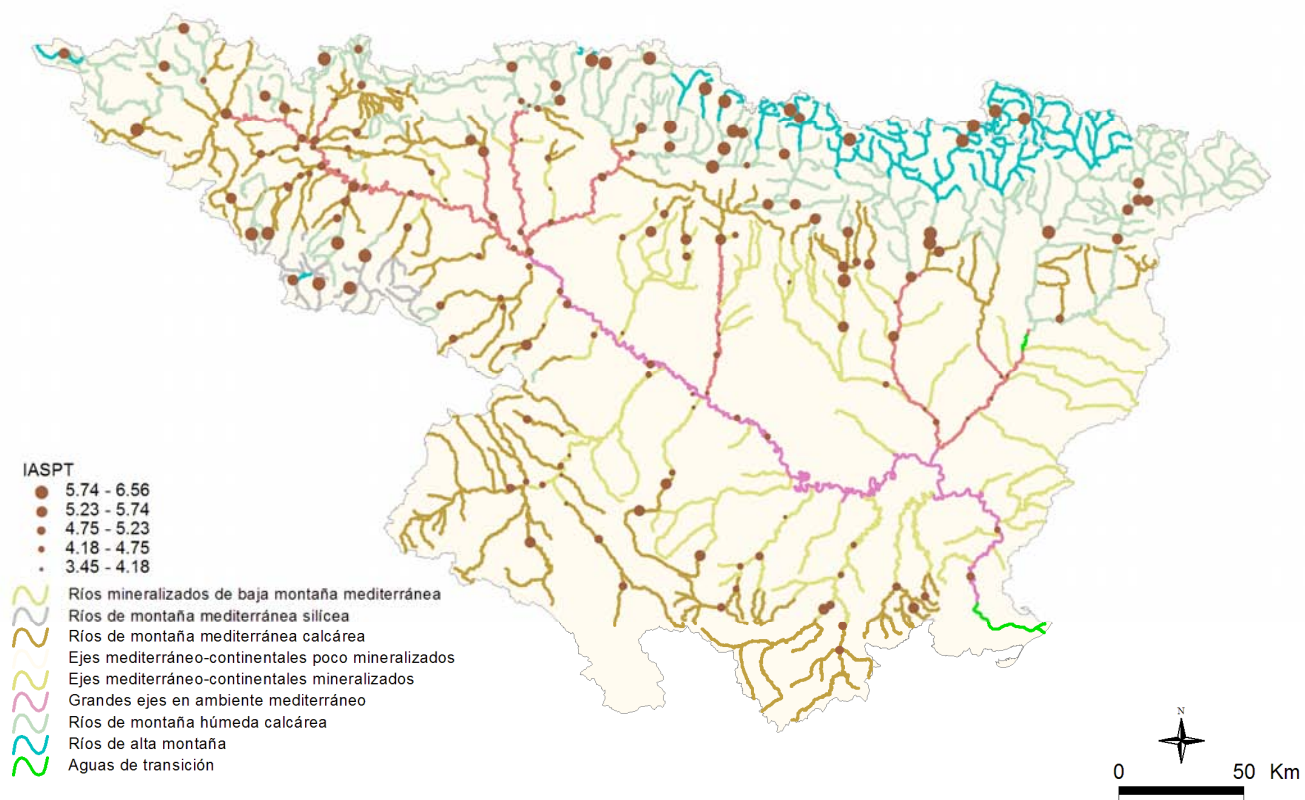 IASPT
5.74 - 6.56
5.23 - 5.74
4.75 - 5.23
4.18 - 4.75
3.45 - 4.18
Ríos mineralizados de baja montaña mediterránea
Ríos de montaña mediterránea silícea
Ríos de montaña mediterránea calcárea
Ejes mediterráneo-continentales poco mineralizados
Ejes mediterráneo-continentales mineralizados
Grandes ejes en ambiente mediterráneo
Ríos de montaña húmeda calcárea
Ríos de alta montaña
Aguas de transición
N
0 50 Km